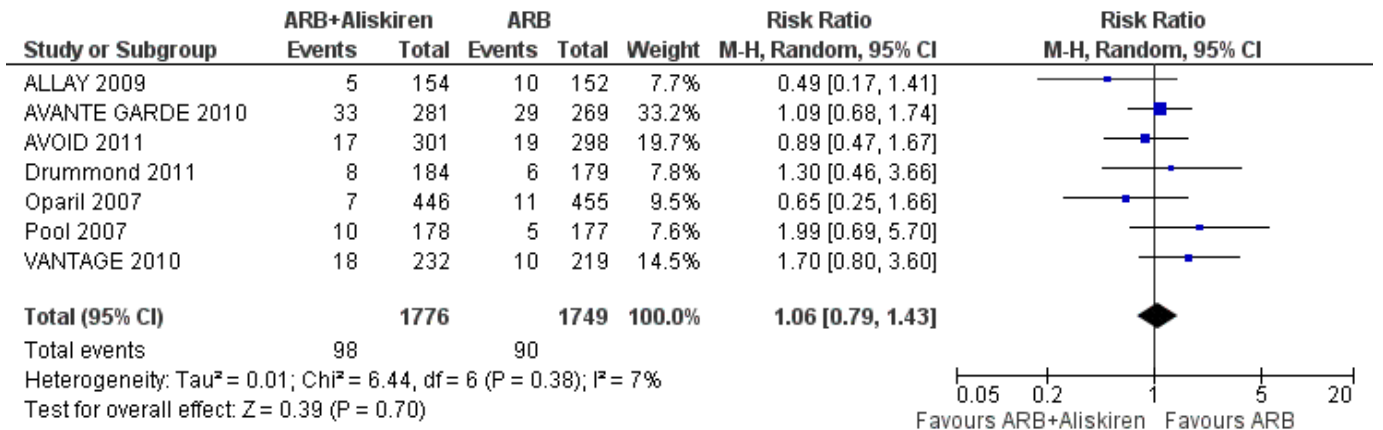 ARB+Aliskiren ARB Risk Ratio Risk Ratio
Study or Subgroup Events Total Events Total Weight M-H, Random, 95% CI M-H, Random, 95% CI
ALLAY 2009 5 154 10 152 7.7% 0.49 [0.17, 1.41]
AVANTE GARDE 2010 33 281 29 269 33.2% 1.09 [0.68, 1.74]
AVOID 2011 17 301 19 298 19.7% 0.89 [0.47, 1.67]
Drummond 2011 8 184 6 179 7.8% 1.30 [0.46, 3.66]
Oparil 2007 7 446 11 455 9.5% 0.65 [0.25, 1.66]
Pool 2007 10 178 5 177 7.6% 1.99 [0.69, 5.70]
VANTAGE 2010 18 232 10 219 14.5% 1.70 [0.80, 3.60]
Total (95% CI) 1776 1749 100.0% 1.06 [0.79, 1.43]
Total events 98 90
Heterogeneity: Tau² = 0.01; Chi² = 6.44, df = 6 (P = 0.38); I² = 7%
Test for overall effect: Z = 0.39 (P = 0.70)
0.05 0.2 1 5 20
Favours ARB+Aliskiren Favours ARB